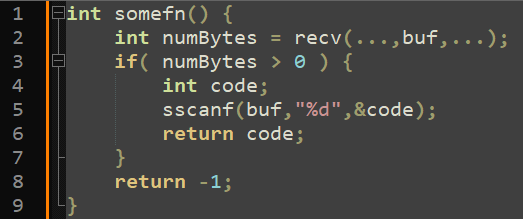 1 int somefn() {
2     int numBytes = recv(...,buf,...);
3     if( numBytes > 0 ) {
4         int code;
5         sscanf(buf,"%d",&code);
6         return code;
7     }
8     return -1;
9 }